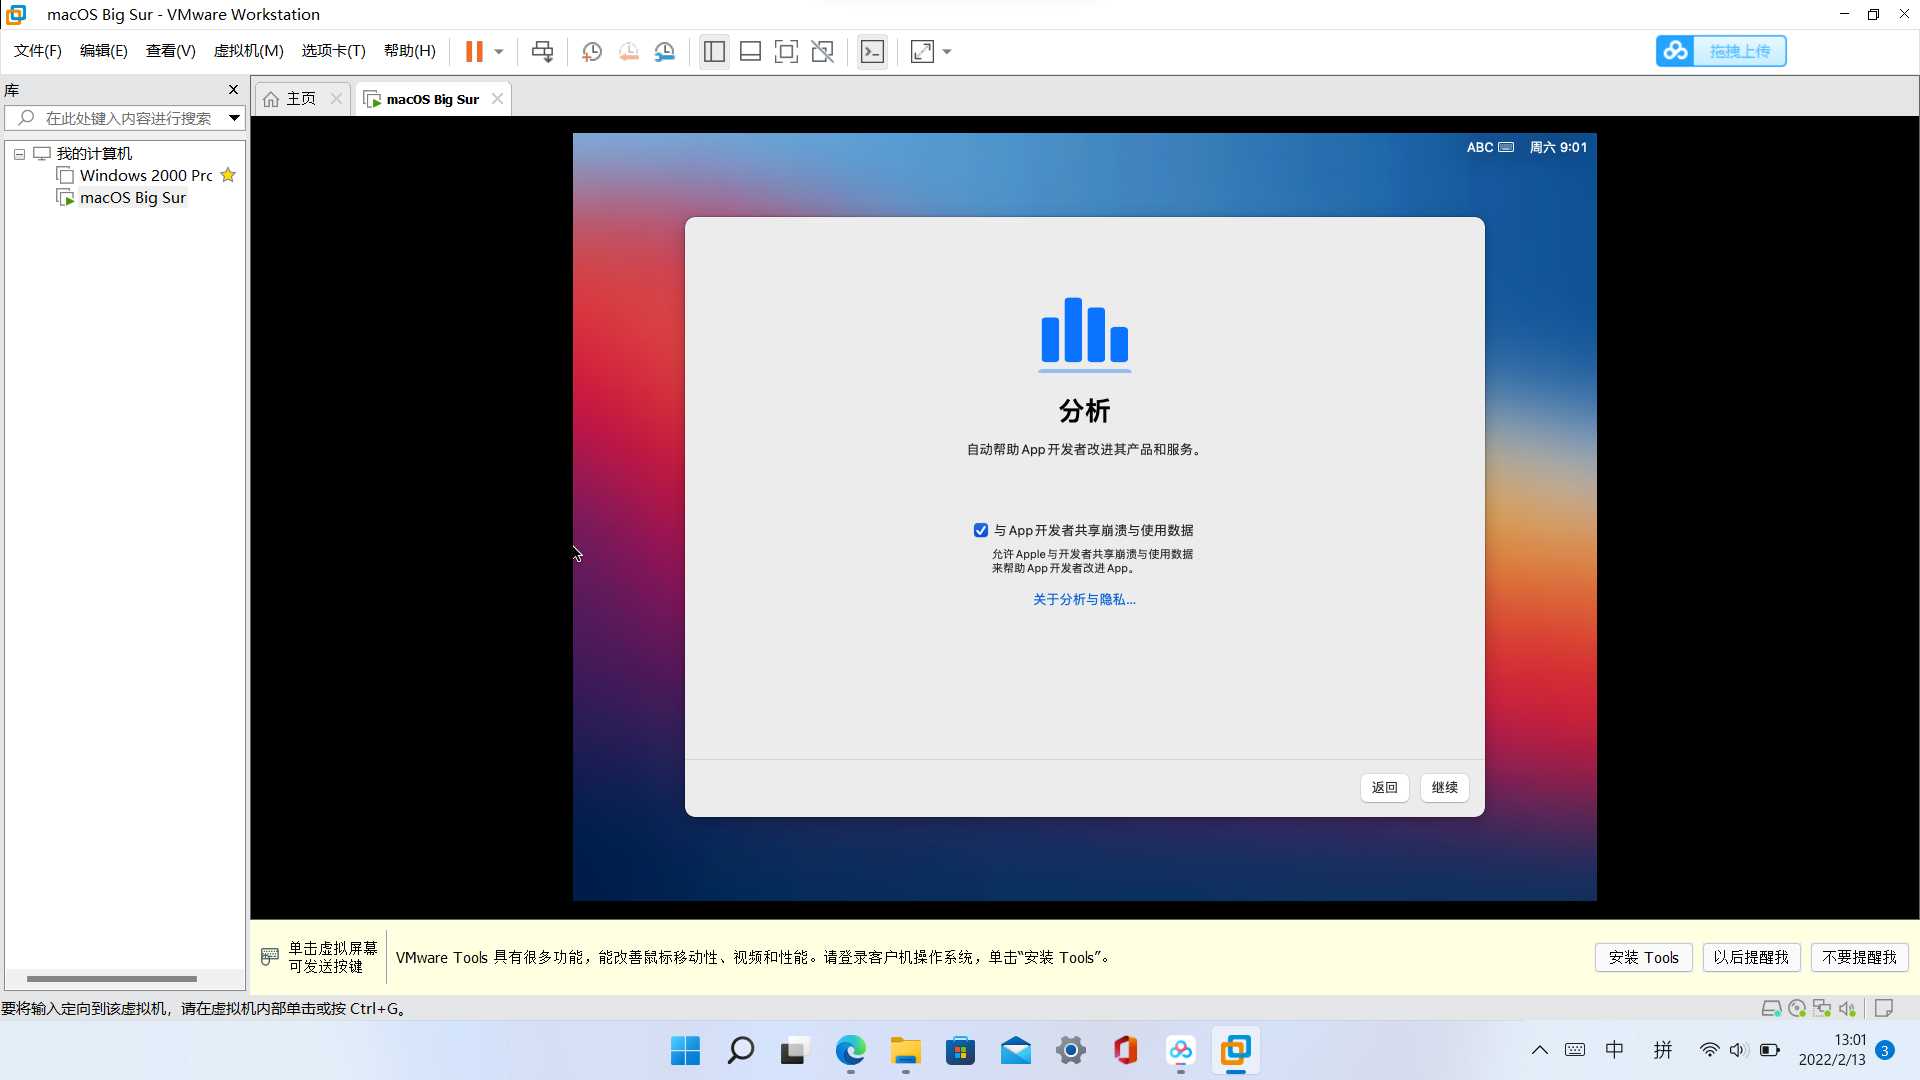 macOS Big Sur - VMware Workstation
文件(F) 编辑(E) 查看(V) 虚拟机(M) 选项卡(T) 帮助(H)
拖拽上传
库
主页
macOS Big Sur
在此处键入内容进行搜索
我的计算机
Windows 2000 Prc
macOS Big Sur
ABC 周六 9:01
分析
自动帮助 App 开发者改进其产品和服务。
与 App 开发者共享崩溃与使用数据
允许 Apple 与开发者共享崩溃与使用数据
来帮助 App 开发者改进 App。
关于分析与隐私...
返回 继续
单击虚拟屏幕
可发送按键
VMware Tools 具有很多功能，能改善鼠标移动性、视频和性能。请登录客户机操作系统，单击“安装 Tools”。
安装 Tools 以后提醒我 不要提醒我
要将输入定向到该虚拟机，请在虚拟机内部单击或按 Ctrl+G。
中 拼
13:01
2022/2/13
3